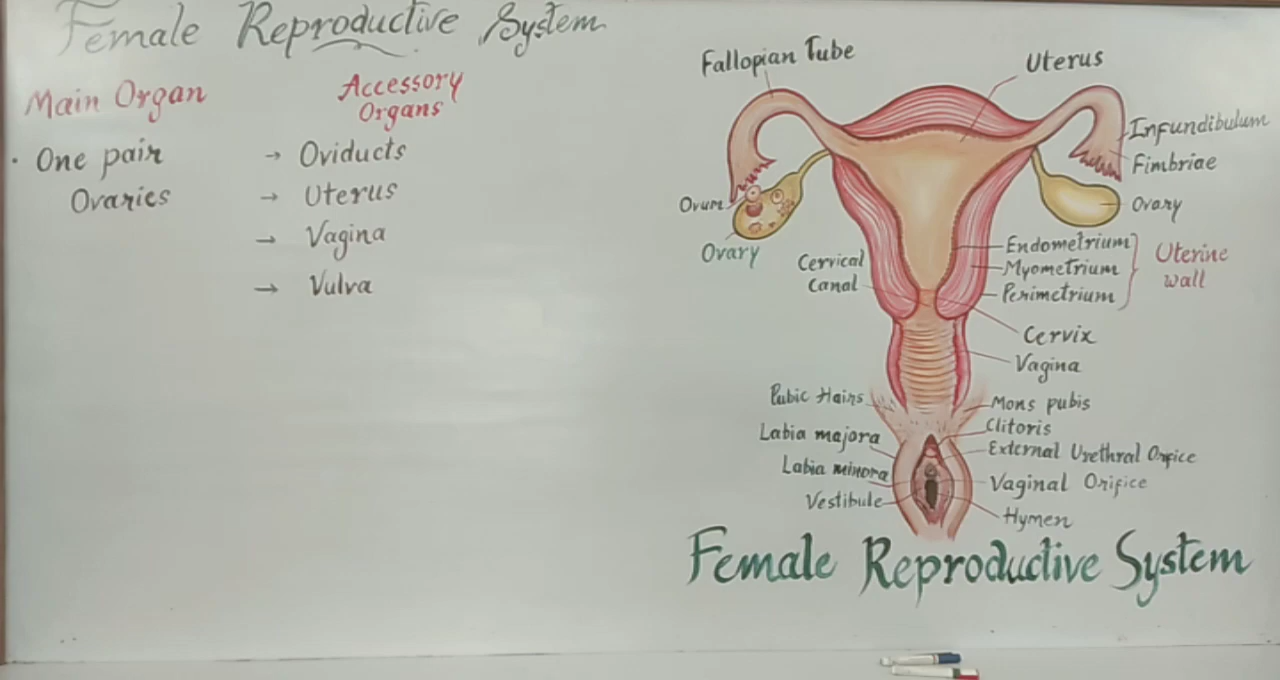 Female Reproductive System
Main Organ
· One pair
Ovaries
Accessory
Organs
→ Oviducts
→ Uterus
→ Vagina
→ Vulva
Fallopian Tube
Uterus
Infundibulum
Fimbriae
Ovum
Ovary
Ovary
Endometrium
Myometrium
Perimetrium
Uterine
wall
Cervical
Canal
Cervix
Vagina
Pubic Hairs
Mons pubis
Labia majora
Clitoris
External Urethral Orfice
Labia minora
Vaginal Orifice
Vestibule
Hymen
Female Reproductive System